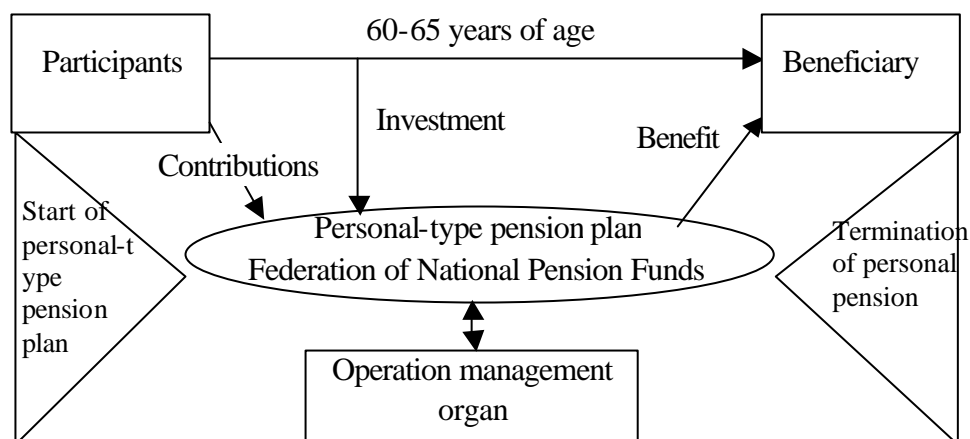 60-65 years of age
Participants
Beneficiary
Investment
Benefit
Contributions
Start of
personal-t
ype
pension
plan
Personal-type pension plan
Federation of National Pension Funds
Termination
of personal
pension
Operation management
organ